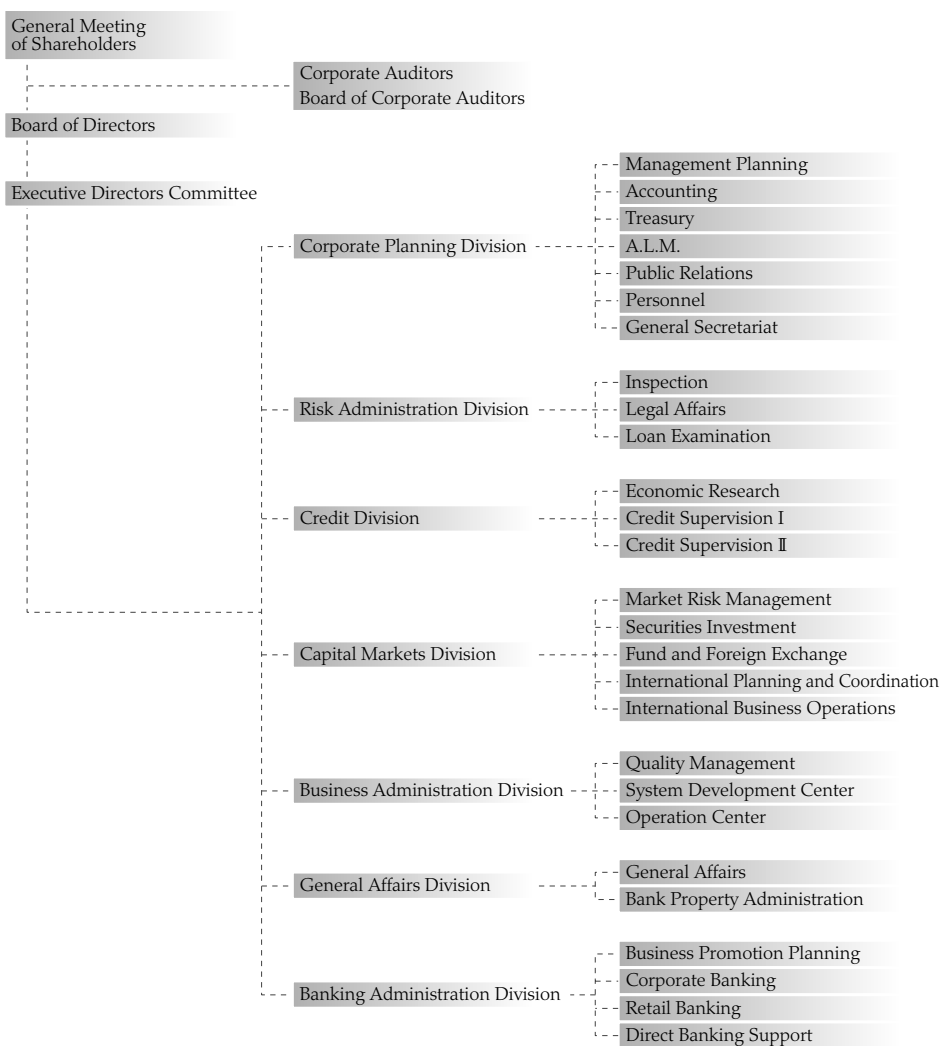 General Meeting
of Shareholders
Corporate Auditors
Board of Corporate Auditors
Board of Directors
Executive Directors Committee
Corporate Planning Division
Management Planning
Accounting
Treasury
A.L.M.
Public Relations
Personnel
General Secretariat
Risk Administration Division
Inspection
Legal Affairs
Loan Examination
Credit Division
Economic Research
Credit Supervision I
Credit Supervision Ⅱ
Capital Markets Division
Market Risk Management
Securities Investment
Fund and Foreign Exchange
International Planning and Coordination
International Business Operations
Business Administration Division
Quality Management
System Development Center
Operation Center
General Affairs Division
General Affairs
Bank Property Administration
Banking Administration Division
Business Promotion Planning
Corporate Banking
Retail Banking
Direct Banking Support